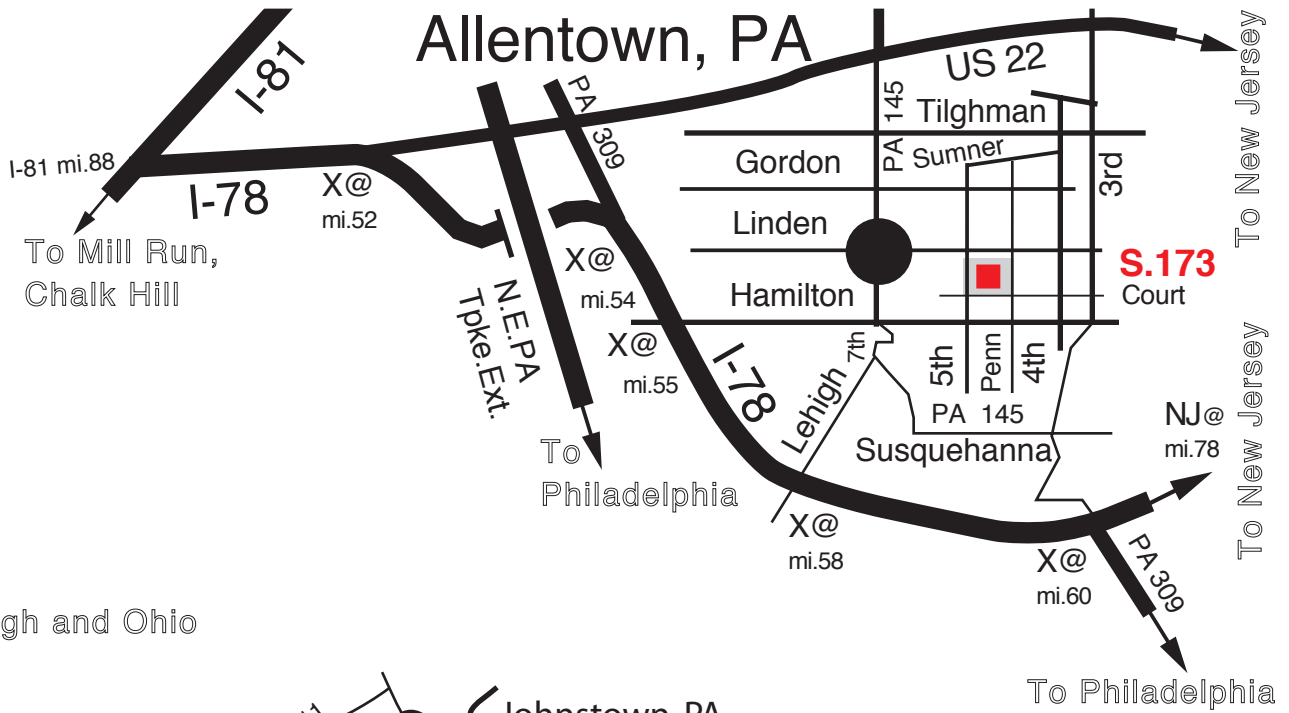 Allentown, PA
I-81
US 22
To New Jersey
PA 309
PA 145
Tilghman
I-81 mi.88
I-78
X@
mi.52
Gordon
Sumner
3rd
To Mill Run,
Chalk Hill
Linden
X@
mi.54
S.173
Court
Hamilton
N.E.PA
Tpke.Ext.
X@
mi.55
I-78
7th
5th
Penn
4th
Lehigh
PA 145
Susquehanna
NJ@
mi.78
To New Jersey
To
Philadelphia
X@
mi.58
X@
mi.60
PA 309
gh and Ohio
To Philadelphia
Johnstown, PA